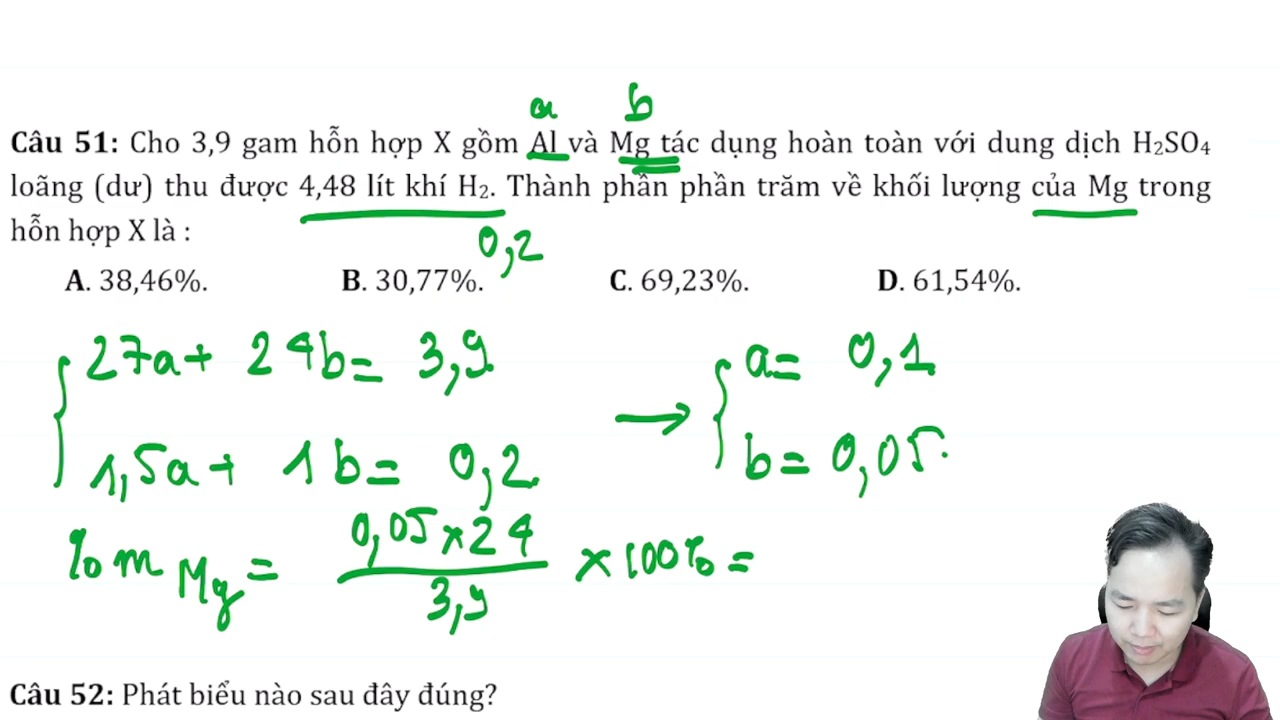 a b
Câu 51: Cho 3,9 gam hỗn hợp X gồm Al và Mg tác dụng hoàn toàn với dung dịch H₂SO₄
loãng (dư) thu được 4,48 lít khí H₂. Thành phần phần trăm về khối lượng của Mg trong
hỗn hợp X là :
0,2
A. 38,46%. B. 30,77%. C. 69,23%. D. 61,54%.
27a + 24b = 3,9
a = 0,1
1,5a + 1b = 0,2
→
b = 0,05
%m Mg = 0,05 x 24 / 3,9 x 100% =
Câu 52: Phát biểu nào sau đây đúng?